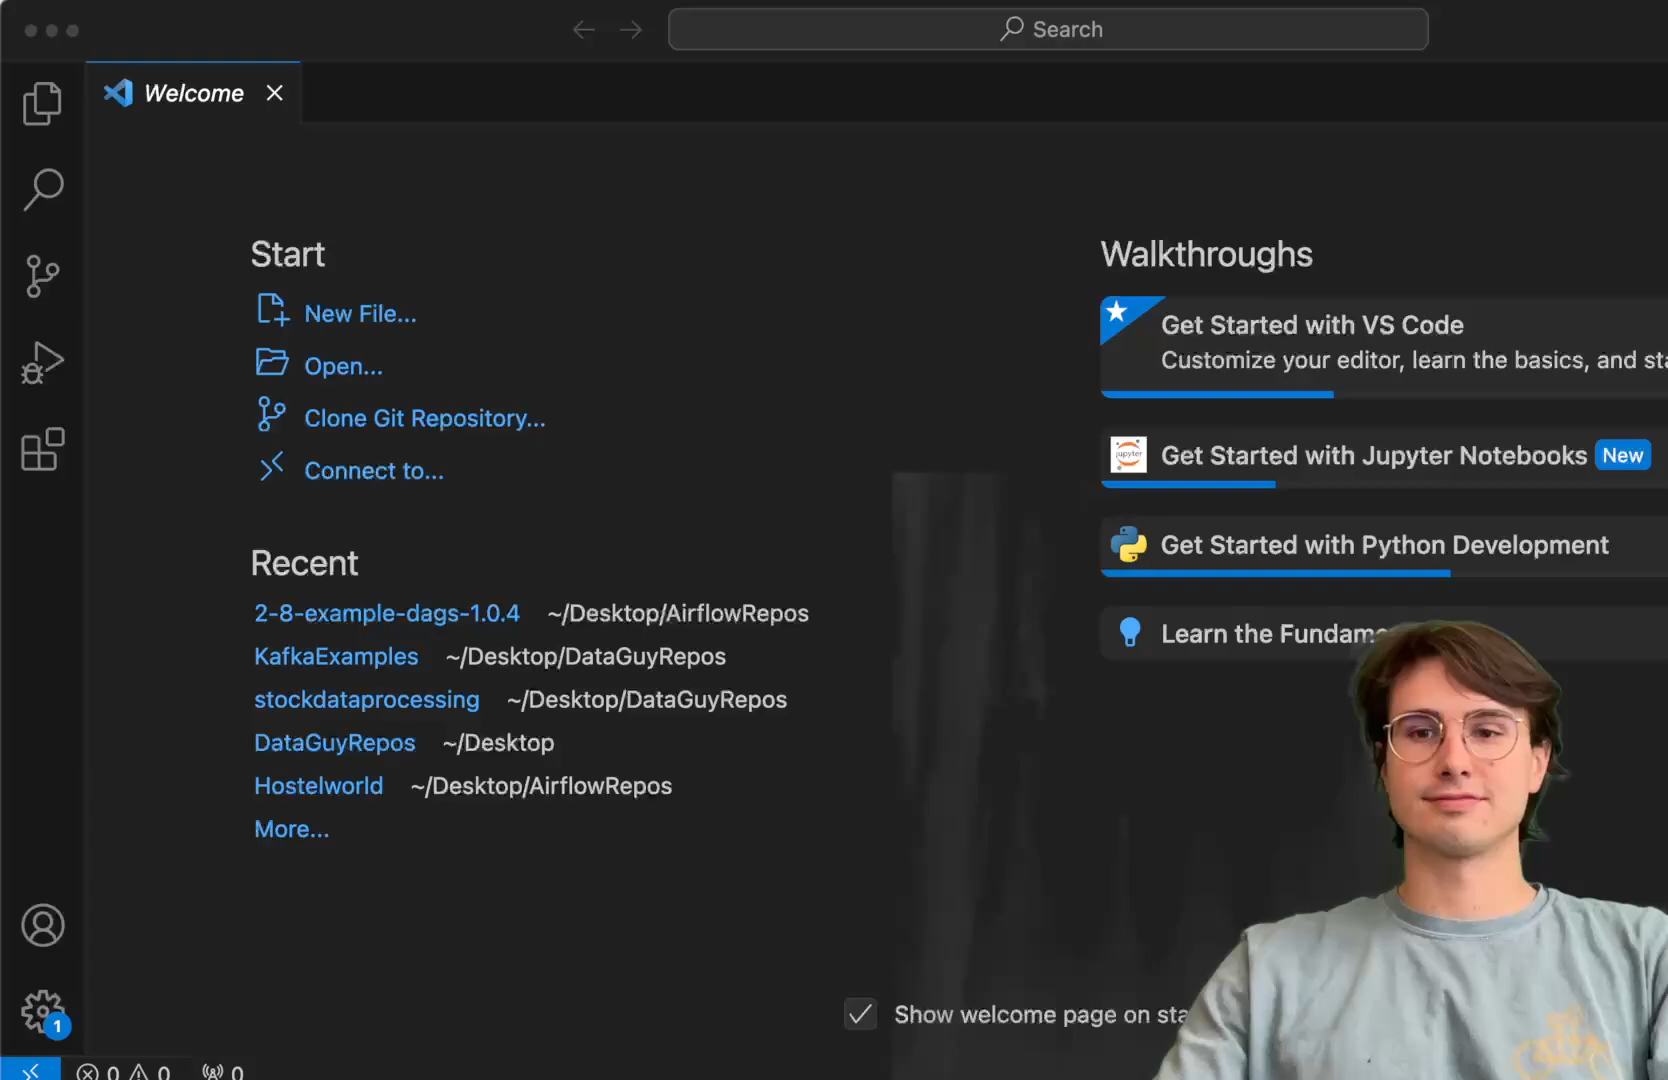 Search
Welcome
Start
New File...
Open...
Clone Git Repository...
Connect to...
Recent
2-8-example-dags-1.0.4 ~/Desktop/AirflowRepos
KafkaExamples ~/Desktop/DataGuyRepos
stockdataprocessing ~/Desktop/DataGuyRepos
DataGuyRepos ~/Desktop
Hostelworld ~/Desktop/AirflowRepos
More...
Walkthroughs
Get Started with VS Code
Customize your editor, learn the basics, and sta
jupyter
Get Started with Jupyter Notebooks New
Get Started with Python Development
Learn the Fundame
Show welcome page on sta
1
0 0 0